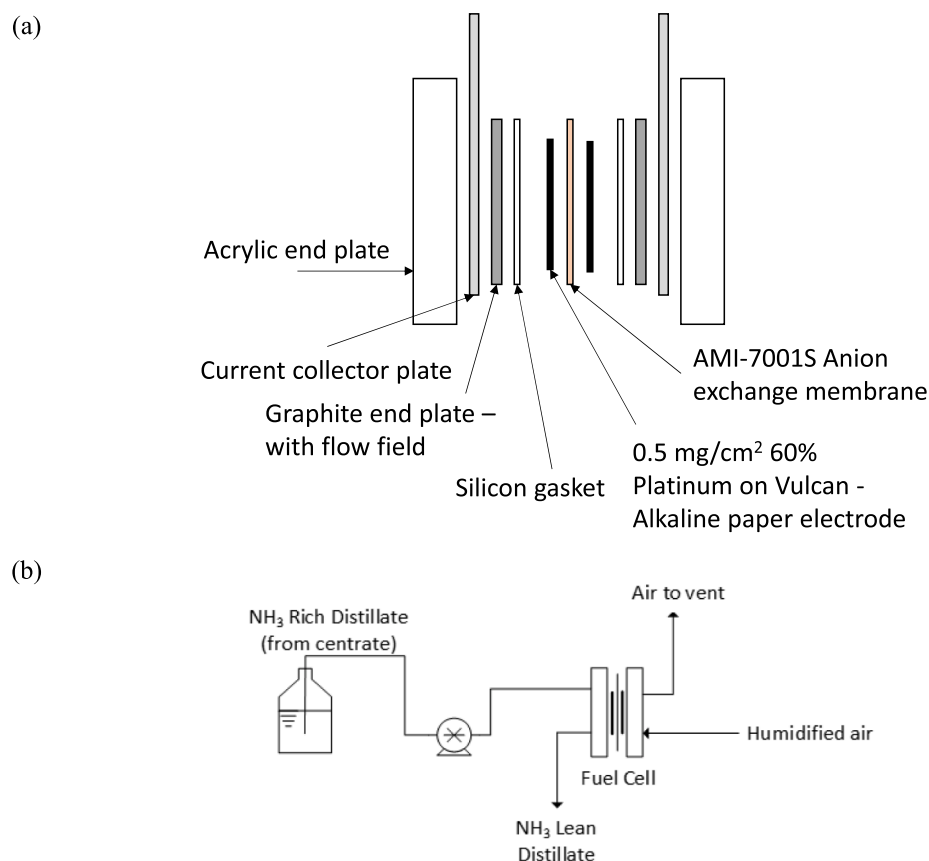 (a)
Acrylic end plate
Current collector plate
Graphite end plate –
with flow field
Silicon gasket
AMI-7001S Anion
exchange membrane
0.5 mg/cm² 60%
Platinum on Vulcan -
Alkaline paper electrode
(b)
NH₃ Rich Distillate
(from centrate)
Air to vent
Humidified air
Fuel Cell
NH₃ Lean
Distillate